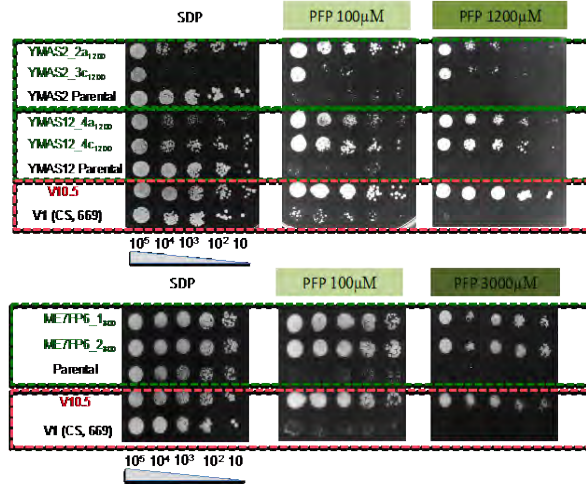 SDP PFP 100µM PFP 1200µM
YMAS2_2a1200
YMAS2_3c1200
YMAS2 Parental
YMAS12_4a1200
YMAS12_4c1200
YMAS12 Parental
V10.5
V1 (CS, 669)
10⁵ 10⁴ 10³ 10² 10
SDP PFP 100µM PFP 3000µM
ME7FP6_1800
ME7FP6_2800
Parental
V10.5
V1 (CS, 669)
10⁵ 10⁴ 10³ 10² 10